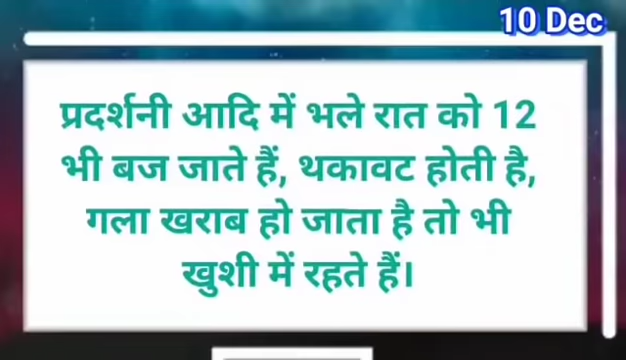 10 Dec
प्रदर्शनी आदि में भले रात को 12
भी बज जाते हैं, थकावट होती है,
गला खराब हो जाता है तो भी
खुशी में रहते हैं।